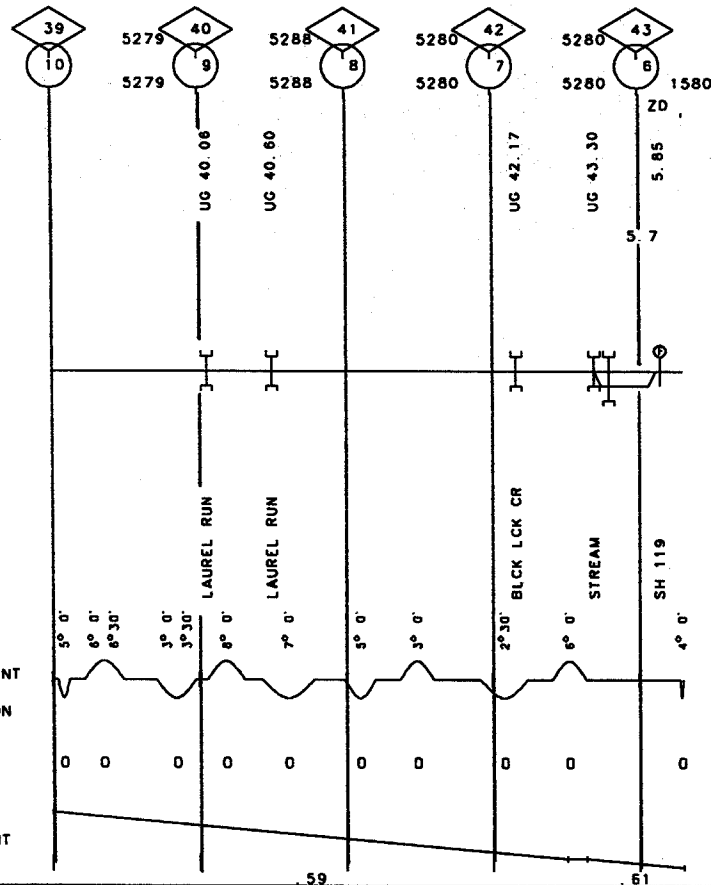 39 40 41 42 43
5279 5288 5280 5280
10 9 8 7 6
5279 5288 5280 5280 1580
ZD
UG 40.06
UG 40.60
UG 42.17
UG 43.30
5.85
5.7
LAUREL RUN
LAUREL RUN
BLCK LCK CR
STREAM
SH 119
5° 0'
6° 0'
6° 30'
3° 0'
3° 30'
8° 0'
7° 0'
5° 0'
3° 0'
2° 30'
6° 0'
4° 0'
NT
ON
0 0 0 0 0 0 0 0 0 0
NT
.59 .61